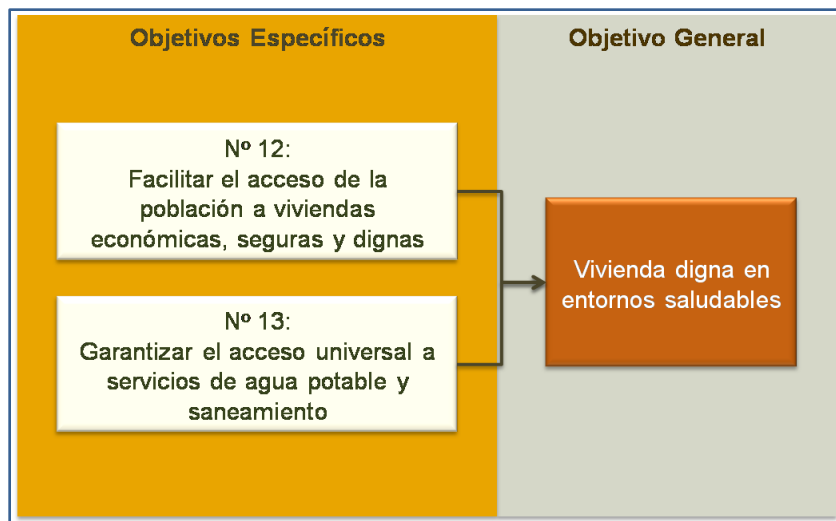 Objetivos Específicos
Objetivo General
Nº 12:
Facilitar el acceso de la
población a viviendas
económicas, seguras y dignas
Nº 13:
Garantizar el acceso universal a
servicios de agua potable y
saneamiento
Vivienda digna en
entornos saludables